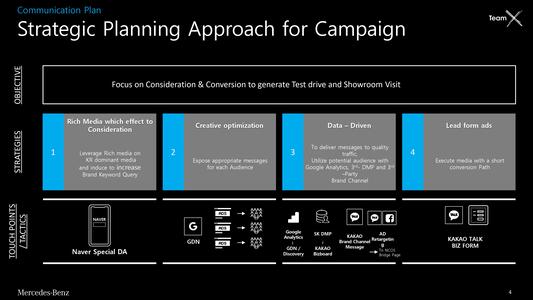 Communication Plan
Strategic Planning Approach for Campaign
Team X
OBJECTIVE
Focus on Consideration & Conversion to generate Test drive and Showroom Visit
STRATEGIES
1
Rich Media which effect to
Consideration
Leverage Rich media on
KR dominant media
and induce to increase
Brand Keyword Query
2
Creative optimization
Expose appropriate messages
for each Audience
3
Data – Driven
To deliver messages to quality
traffic.
Utilize potential audience with
Google Analytics, 3rd- DMP and 3rd
–Party
Brand Channel
4
Lead form ads
Execute media with a short
conversion Path
TOUCH POINTS
/ TACTICS
NAVER
Naver Special DA
G
GDN
ADS
ADS
ADS
Google
Analytics
-
GDN /
Discovery
SK DMP
-
KAKAO
Bizboard
KAKAO
Brand Channel
Message
AD
Retargetin
g
To NCOS
Bridge Page
KAKAO TALK
BIZ FORM
Mercedes-Benz
4